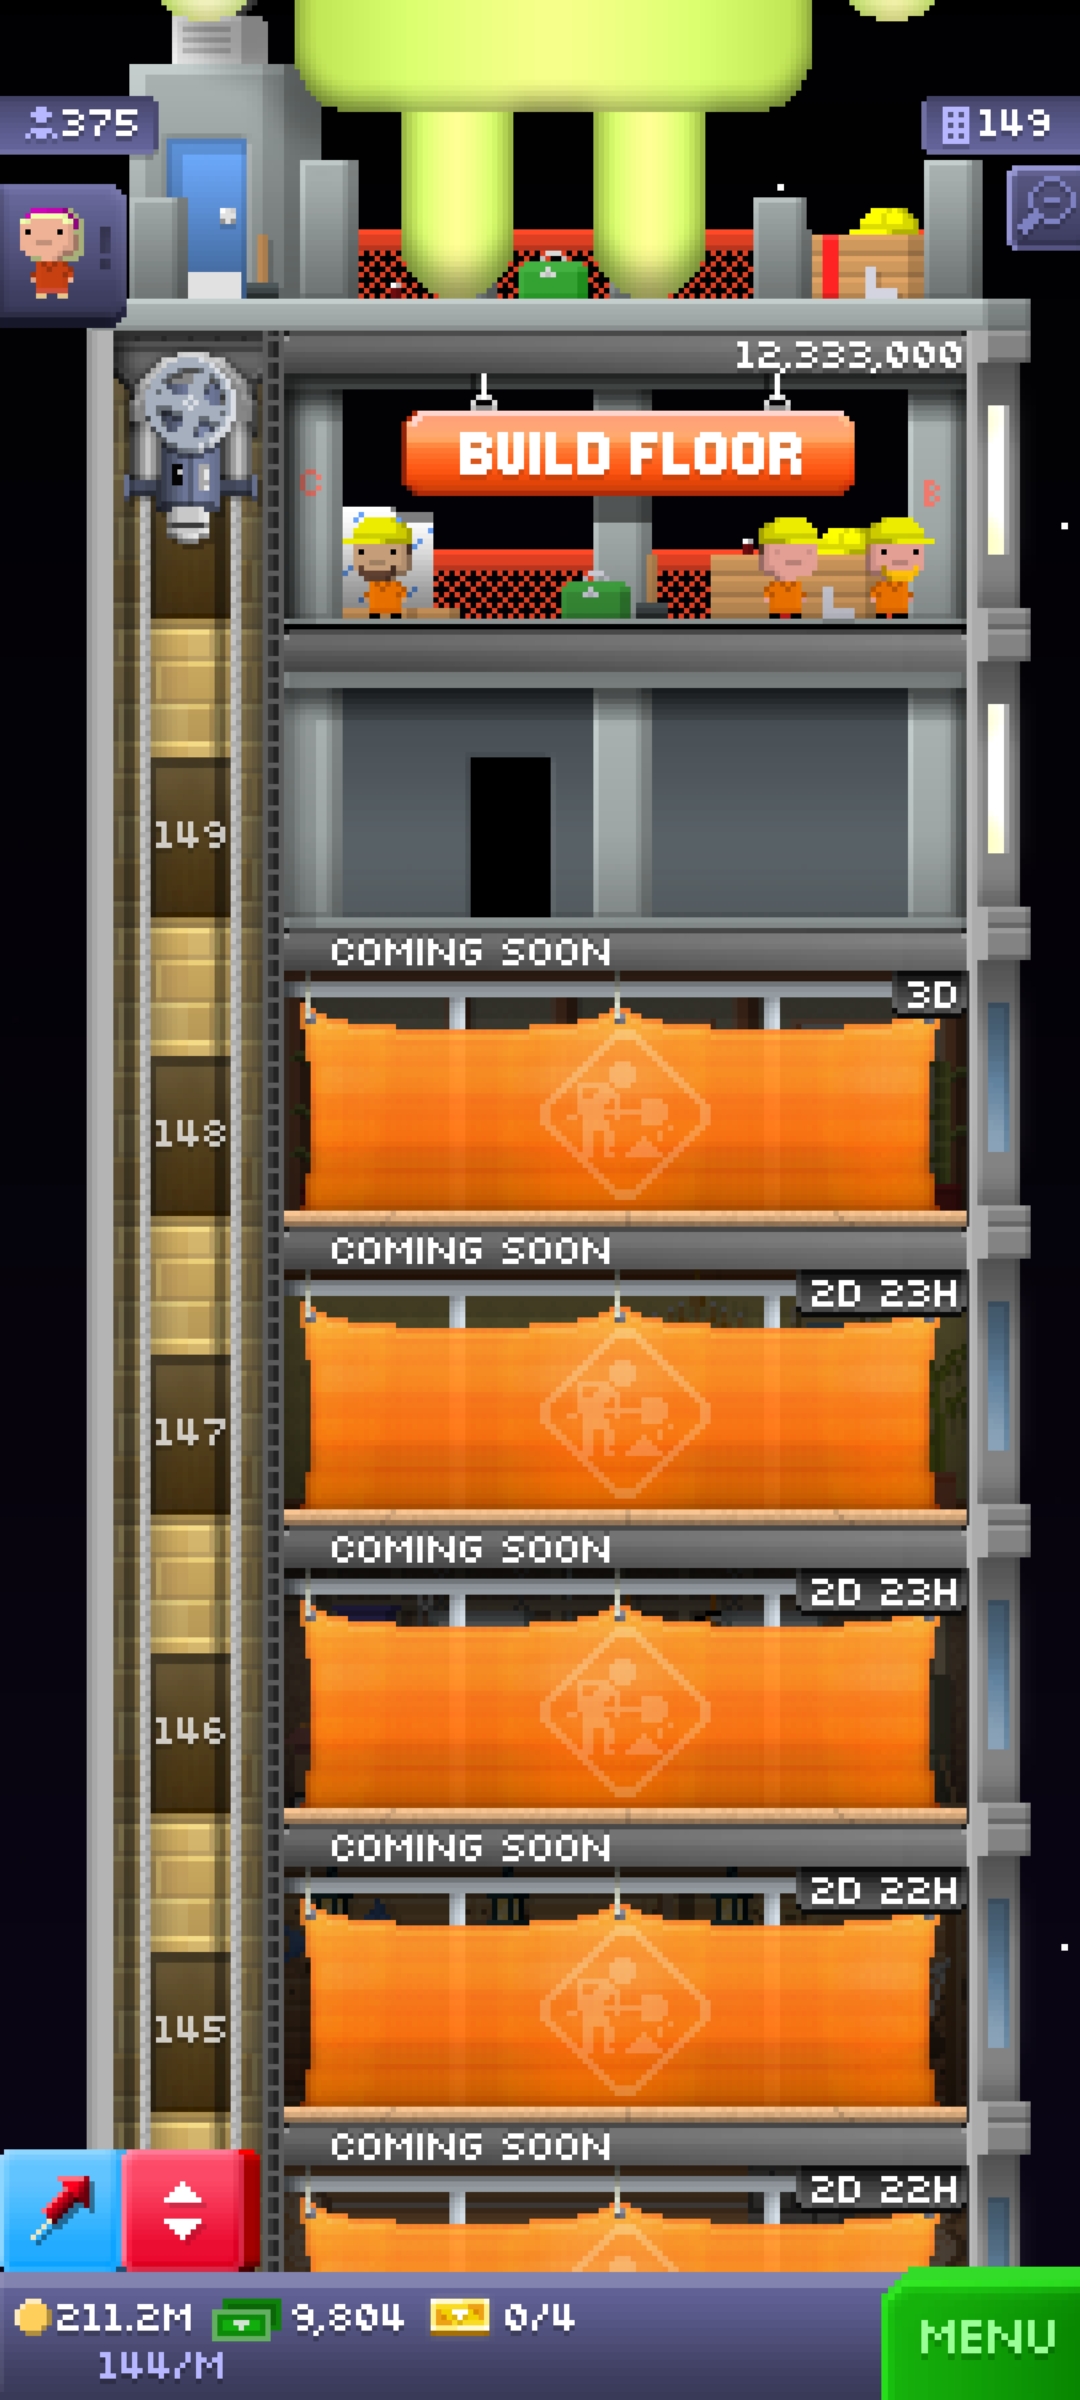 375
149
12,333,000
BUILD FLOOR
C
B
149
COMING SOON
3D
148
COMING SOON
2D 23H
147
COMING SOON
2D 23H
146
COMING SOON
2D 22H
145
COMING SOON
2D 22H
211.2M 9,804 0/4
144/M
MENU